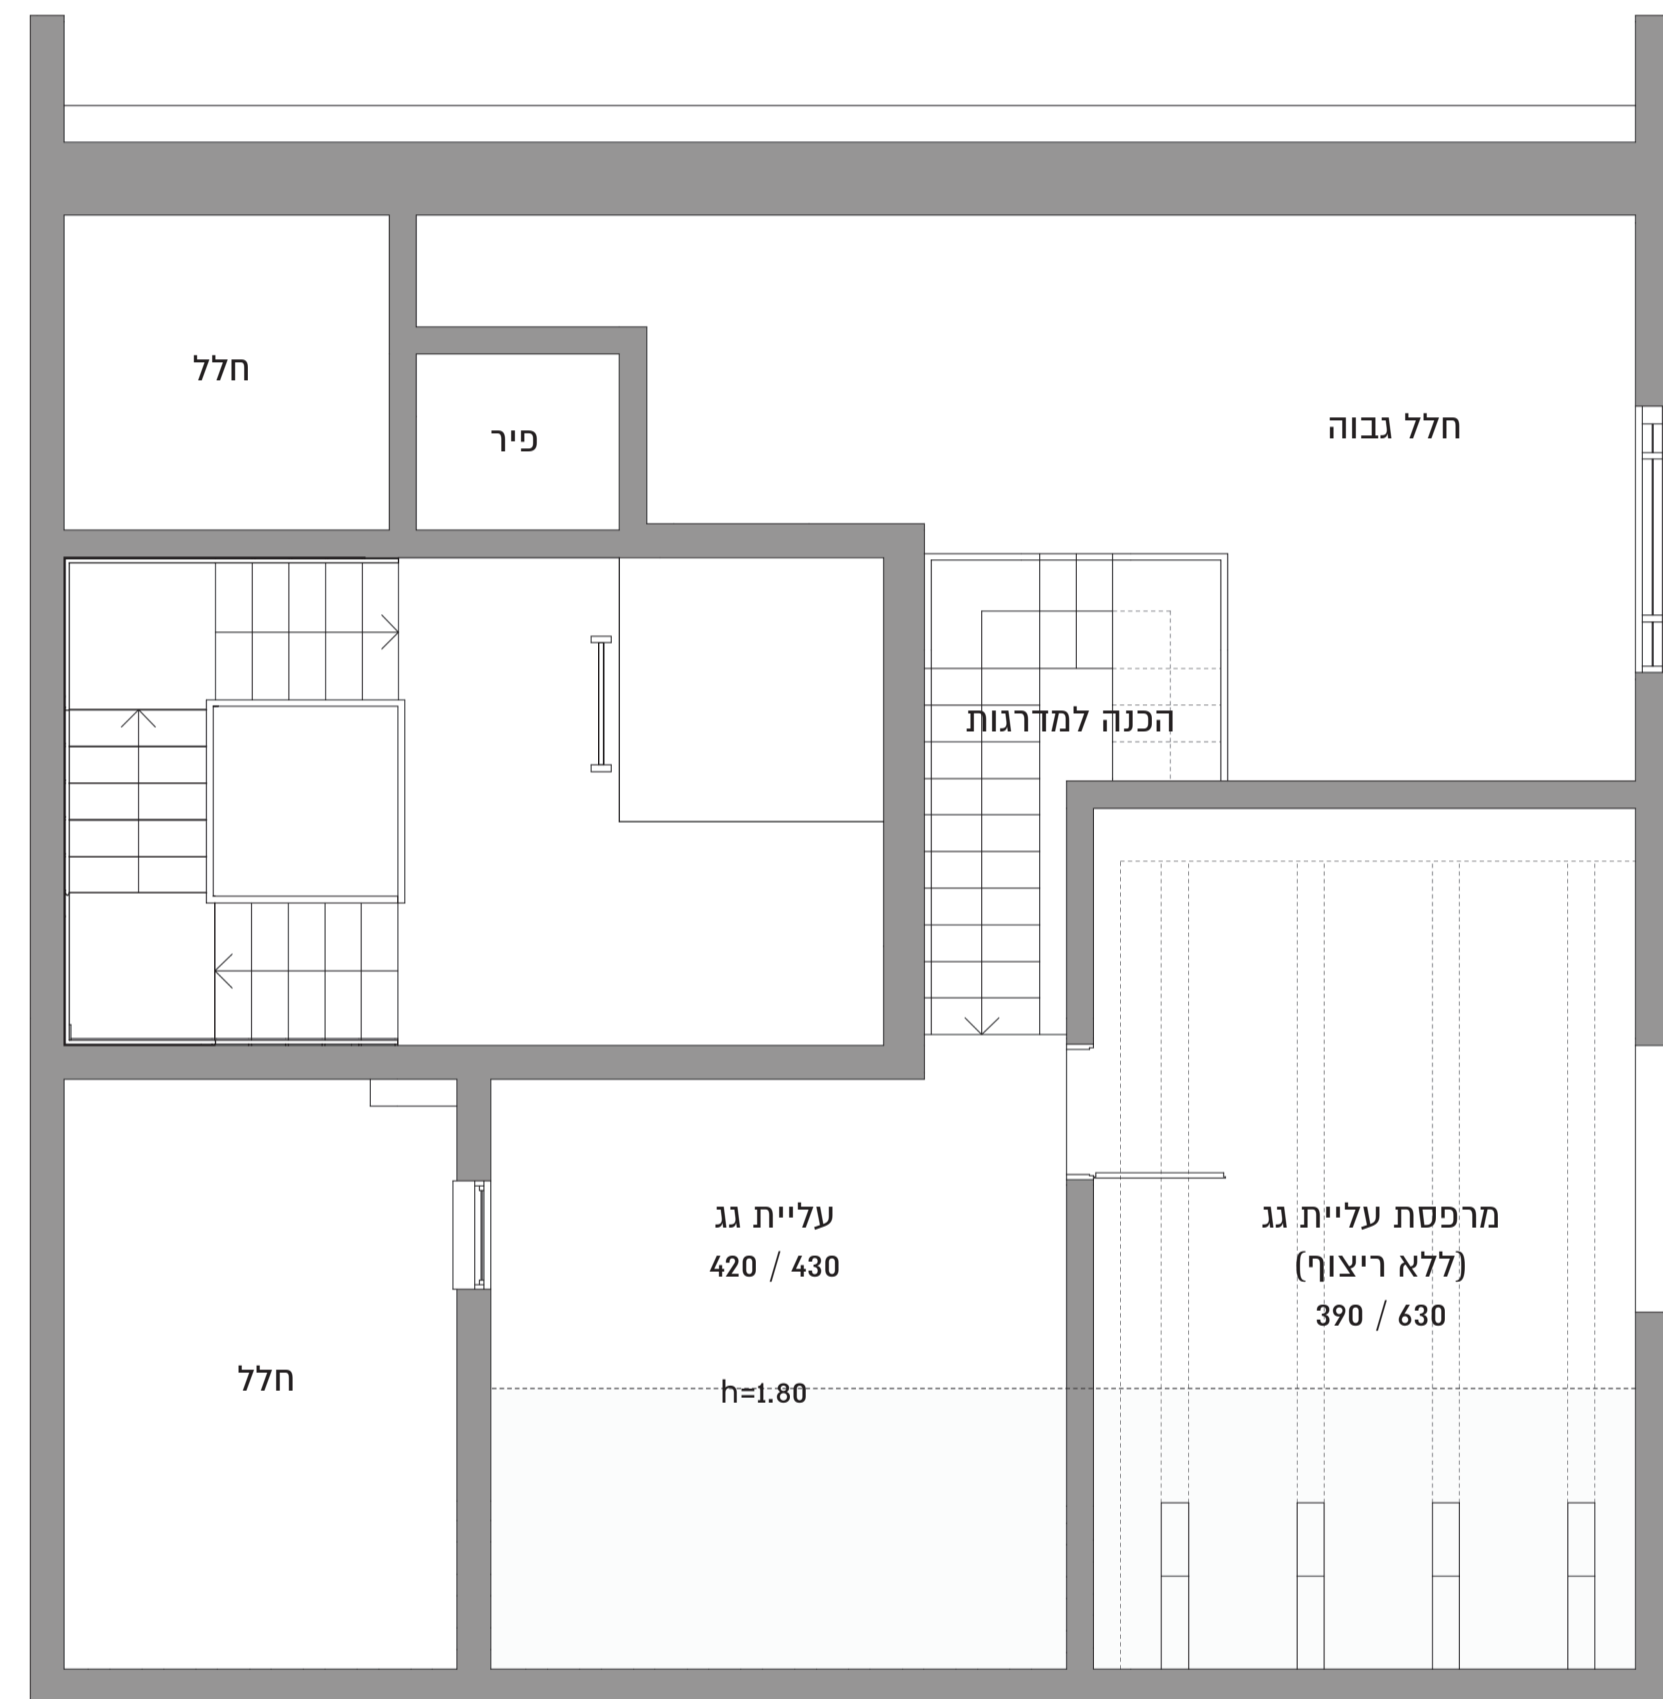 חלל
פיר
חלל גבוה
הכנה למדרגות
עליית גג
420 / 430
מרפסת עליית גג
(ללא ריצוף)
390 / 630
חלל
h=1.80